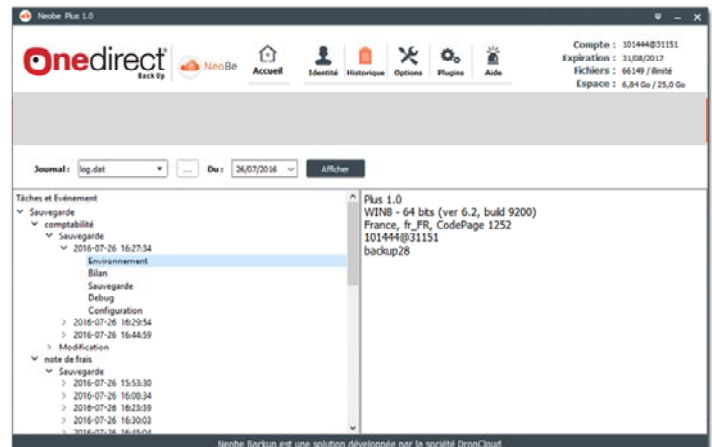 Neobe Plus 1.0
Onedirect
Back Up
NeoBe
Accueil
Identité
Historique
Options
Plugins
Aide
Compte : 101444@31151
Expiration : 31/08/2017
Fichiers : 66149 / illimité
Espace : 6,84 Go / 25,0 Go
Journal : log.dat ... Du : 26/07/2016 Afficher
Tâches et Evénement
Sauvegarde
comptabilité
Sauvegarde
2016-07-26 16:27:34
Environnement
Bilan
Sauvegarde
Debug
Configuration
2016-07-26 16:29:54
2016-07-26 16:44:59
Modification
note de frais
Sauvegarde
2016-07-26 15:53:30
2016-07-26 16:08:34
2016-07-26 16:23:39
2016-07-26 16:30:03
2016-07-26 16:45:04
Plus 1.0
WIN8 - 64 bits (ver 6.2, build 9200)
France, fr_FR, CodePage 1252
101444@31151
backup28
Neobe Backup est une solution développée par la société DropCloud